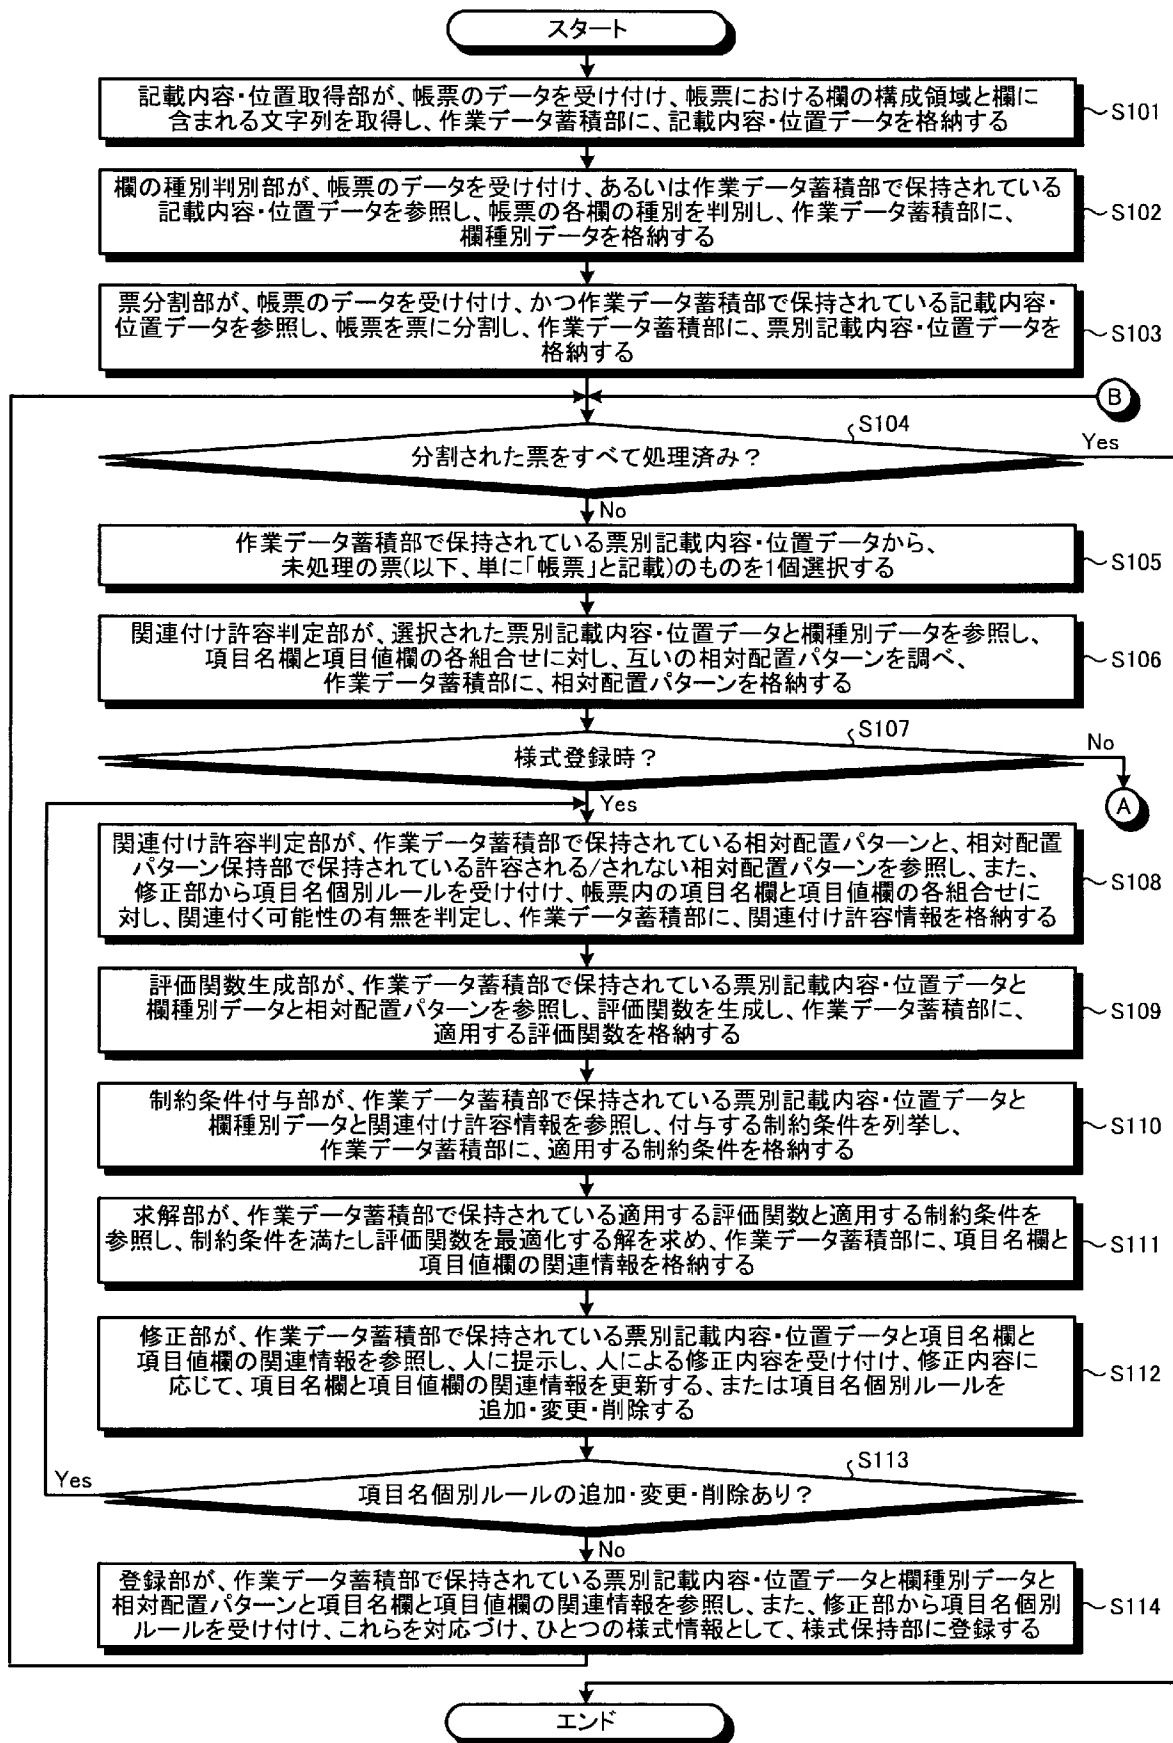 スタート
記載内容・位置取得部が、帳票のデータを受け付け、帳票における欄の構成領域と欄に
含まれる文字列を取得し、作業データ蓄積部に、記載内容・位置データを格納する
S101
欄の種別判別部が、帳票のデータを受け付け、あるいは作業データ蓄積部で保持されている
記載内容・位置データを参照し、帳票の各欄の種別を判別し、作業データ蓄積部に、
欄種別データを格納する
S102
票分割部が、帳票のデータを受け付け、かつ作業データ蓄積部で保持されている記載内容・
位置データを参照し、帳票を票に分割し、作業データ蓄積部に、票別記載内容・位置データを
格納する
S103
B
S104
分割された票をすべて処理済み？
Yes
No
作業データ蓄積部で保持されている票別記載内容・位置データから、
未処理の票(以下、単に「帳票」と記載)のものを1個選択する
S105
関連付け許容判定部が、選択された票別記載内容・位置データと欄種別データを参照し、
項目名欄と項目値欄の各組合せに対し、互いの相対配置パターンを調べ、
作業データ蓄積部に、相対配置パターンを格納する
S106
S107
様式登録時？
No
A
Yes
関連付け許容判定部が、作業データ蓄積部で保持されている相対配置パターンと、相対配置
パターン保持部で保持されている許容される/されない相対配置パターンを参照し、また、
修正部から項目名個別ルールを受け付け、帳票内の項目名欄と項目値欄の各組合せに
対し、関連付く可能性の有無を判定し、作業データ蓄積部に、関連付け許容情報を格納する
S108
評価関数生成部が、作業データ蓄積部で保持されている票別記載内容・位置データと
欄種別データと相対配置パターンを参照し、評価関数を生成し、作業データ蓄積部に、
適用する評価関数を格納する
S109
制約条件付与部が、作業データ蓄積部で保持されている票別記載内容・位置データと
欄種別データと関連付け許容情報を参照し、付与する制約条件を列挙し、
作業データ蓄積部に、適用する制約条件を格納する
S110
求解部が、作業データ蓄積部で保持されている適用する評価関数と適用する制約条件を
参照し、制約条件を満たし評価関数を最適化する解を求め、作業データ蓄積部に、項目名欄と
項目値欄の関連情報を格納する
S111
修正部が、作業データ蓄積部で保持されている票別記載内容・位置データと項目名欄と
項目値欄の関連情報を参照し、人に提示し、人による修正内容を受け付け、修正内容に
応じて、項目名欄と項目値欄の関連情報を更新する、または項目名個別ルールを
追加・変更・削除する
S112
Yes
S113
項目名個別ルールの追加・変更・削除あり？
No
登録部が、作業データ蓄積部で保持されている票別記載内容・位置データと欄種別データと
相対配置パターンと項目名欄と項目値欄の関連情報を参照し、また、修正部から項目名個別
ルールを受け付け、これらを対応づけ、ひとつの様式情報として、様式保持部に登録する
S114
エンド